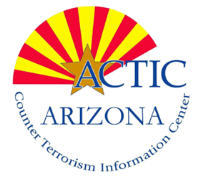 ACTIC
ARIZONA
Counter Terrorism Information Center